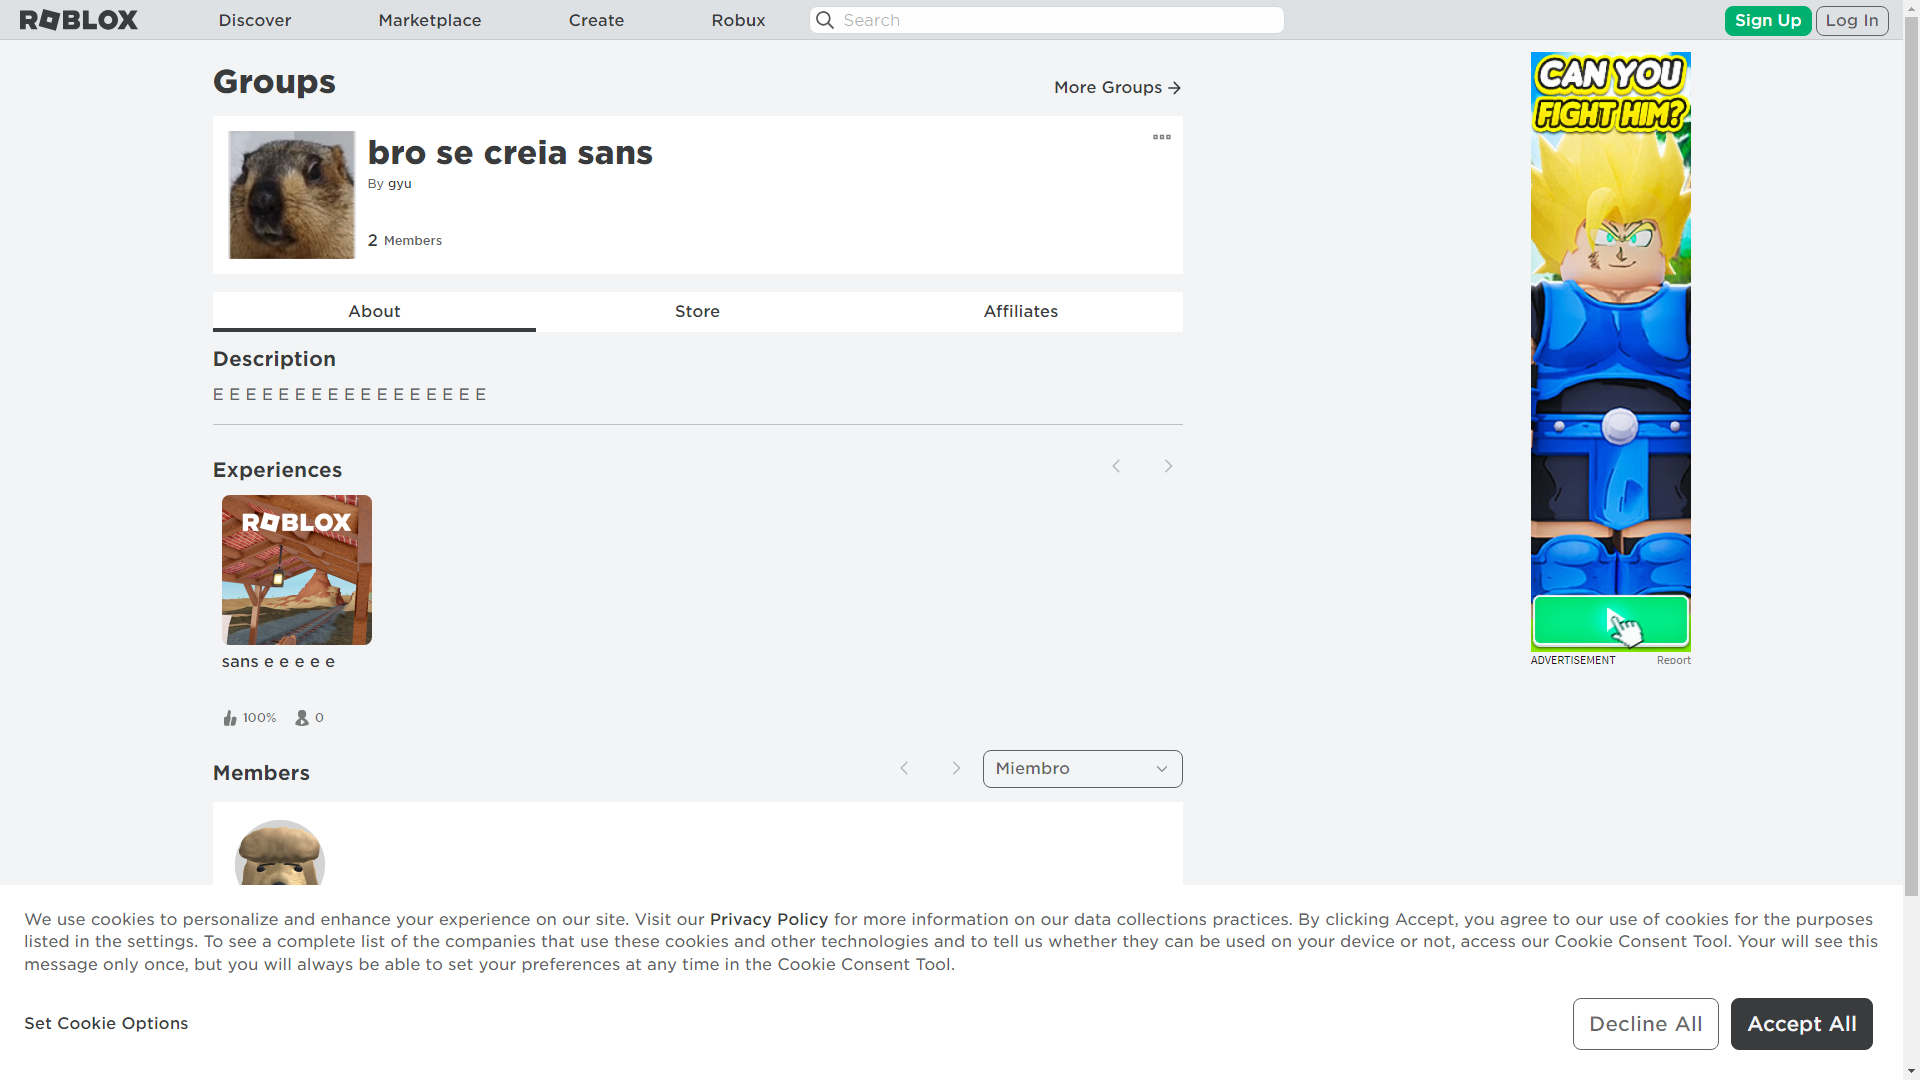 ROBLOX
Discover
Marketplace
Create
Robux
Search
Sign Up
Log In
Groups
More Groups
bro se creia sans
By gyu
2 Members
About
Store
Affiliates
Description
E E E E E E E E E E E E E E E E E
Experiences
ROBLOX
sans e e e e e
100%
0
Members
Miembro
CAN YOU
FIGHT HIM?
ADVERTISEMENT
Report
We use cookies to personalize and enhance your experience on our site. Visit our Privacy Policy for more information on our data collections practices. By clicking Accept, you agree to our use of cookies for the purposes
listed in the settings. To see a complete list of the companies that use these cookies and other technologies and to tell us whether they can be used on your device or not, access our Cookie Consent Tool. Your will see this
message only once, but you will always be able to set your preferences at any time in the Cookie Consent Tool.
Set Cookie Options
Decline All
Accept All